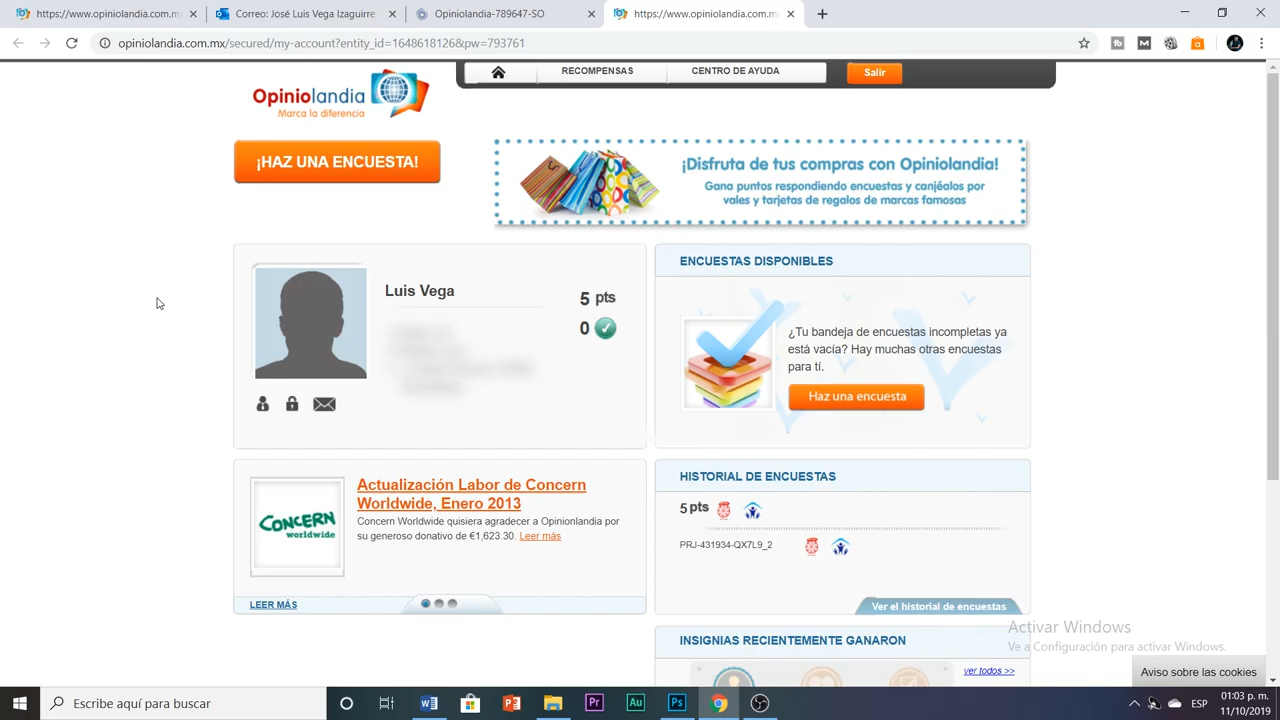 https://www.opiniolandia.com.m
Correo: José Luis Vega Izaguirre
Opiniolandia-789647-SO
https://www.opiniolandia.com.m
opiniolandia.com.mx/secured/my-account?entity_id=1648618126&pw=793761
RECOMPENSAS
CENTRO DE AYUDA
Salir
Opiniolandia
Marca la diferencia
¡HAZ UNA ENCUESTA!
¡Disfruta de tus compras con Opiniolandia!
Gana puntos respondiendo encuestas y canjéalos por
vales y tarjetas de regalos de marcas famosas
Luis Vega
5 pts
0
ENCUESTAS DISPONIBLES
¿Tu bandeja de encuestas incompletas ya
está vacía? Hay muchas otras encuestas
para tí.
Haz una encuesta
CONCERN
worldwide
Actualización Labor de Concern
Worldwide, Enero 2013
Concern Worldwide quisiera agradecer a Opinionlandia por
su generoso donativo de €1,623.30. Leer más
LEER MÁS
HISTORIAL DE ENCUESTAS
5 pts
PRJ-431934-QX7L9_2
Ver el historial de encuestas
INSIGNIAS RECIENTEMENTE GANARON
ver todos >>
Activar Windows
Ve a Configuración para activar Windows.
Aviso sobre las cookies
Escribe aquí para buscar
ESP
01:03 p. m.
11/10/2019